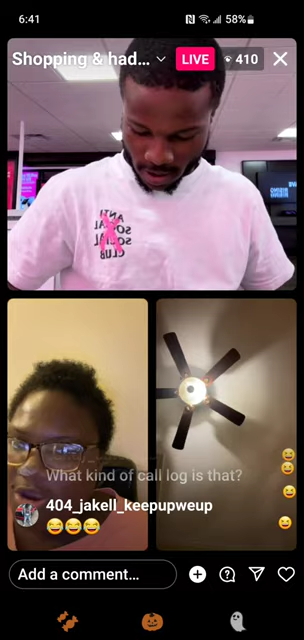 6:41
58%
Shopping & had...
LIVE
410
ANTI
SOCIAL
SOCIAL
CLUB
What kind of call log is that?
404_jakell_keepupweup
😂😂😂
Add a comment...